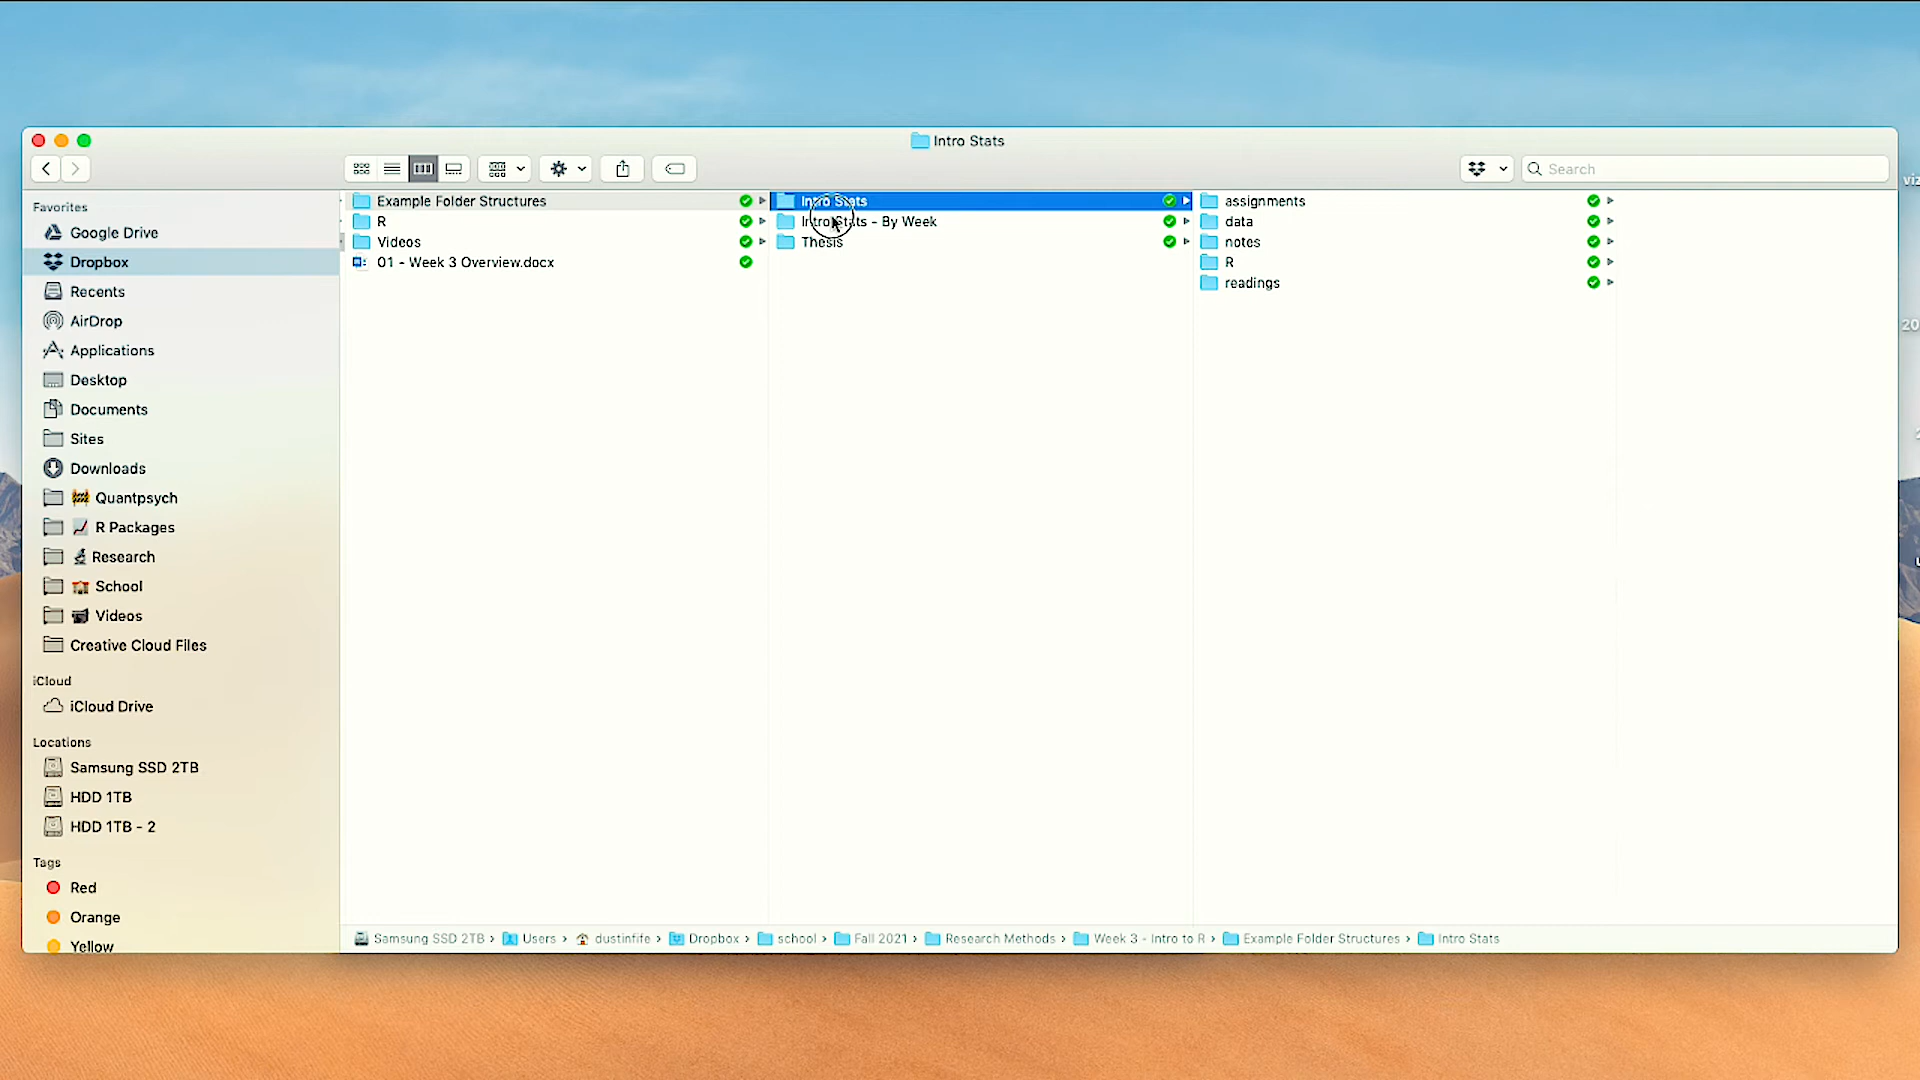 Intro Stats
Search
Favorites
Google Drive
Dropbox
Recents
AirDrop
Applications
Desktop
Documents
Sites
Downloads
Quantpsych
R Packages
Research
School
Videos
Creative Cloud Files
iCloud
iCloud Drive
Locations
Samsung SSD 2TB
HDD 1TB
HDD 1TB - 2
Tags
Red
Orange
Yellow
Example Folder Structures
R
Videos
01 - Week 3 Overview.docx
Intro Stats
Intro Stats - By Week
Thesis
assignments
data
notes
R
readings
Samsung SSD 2TB › Users › dustinfife › Dropbox › school › Fall 2021 › Research Methods › Week 3 - Intro to R › Example Folder Structures › Intro Stats
viz
20